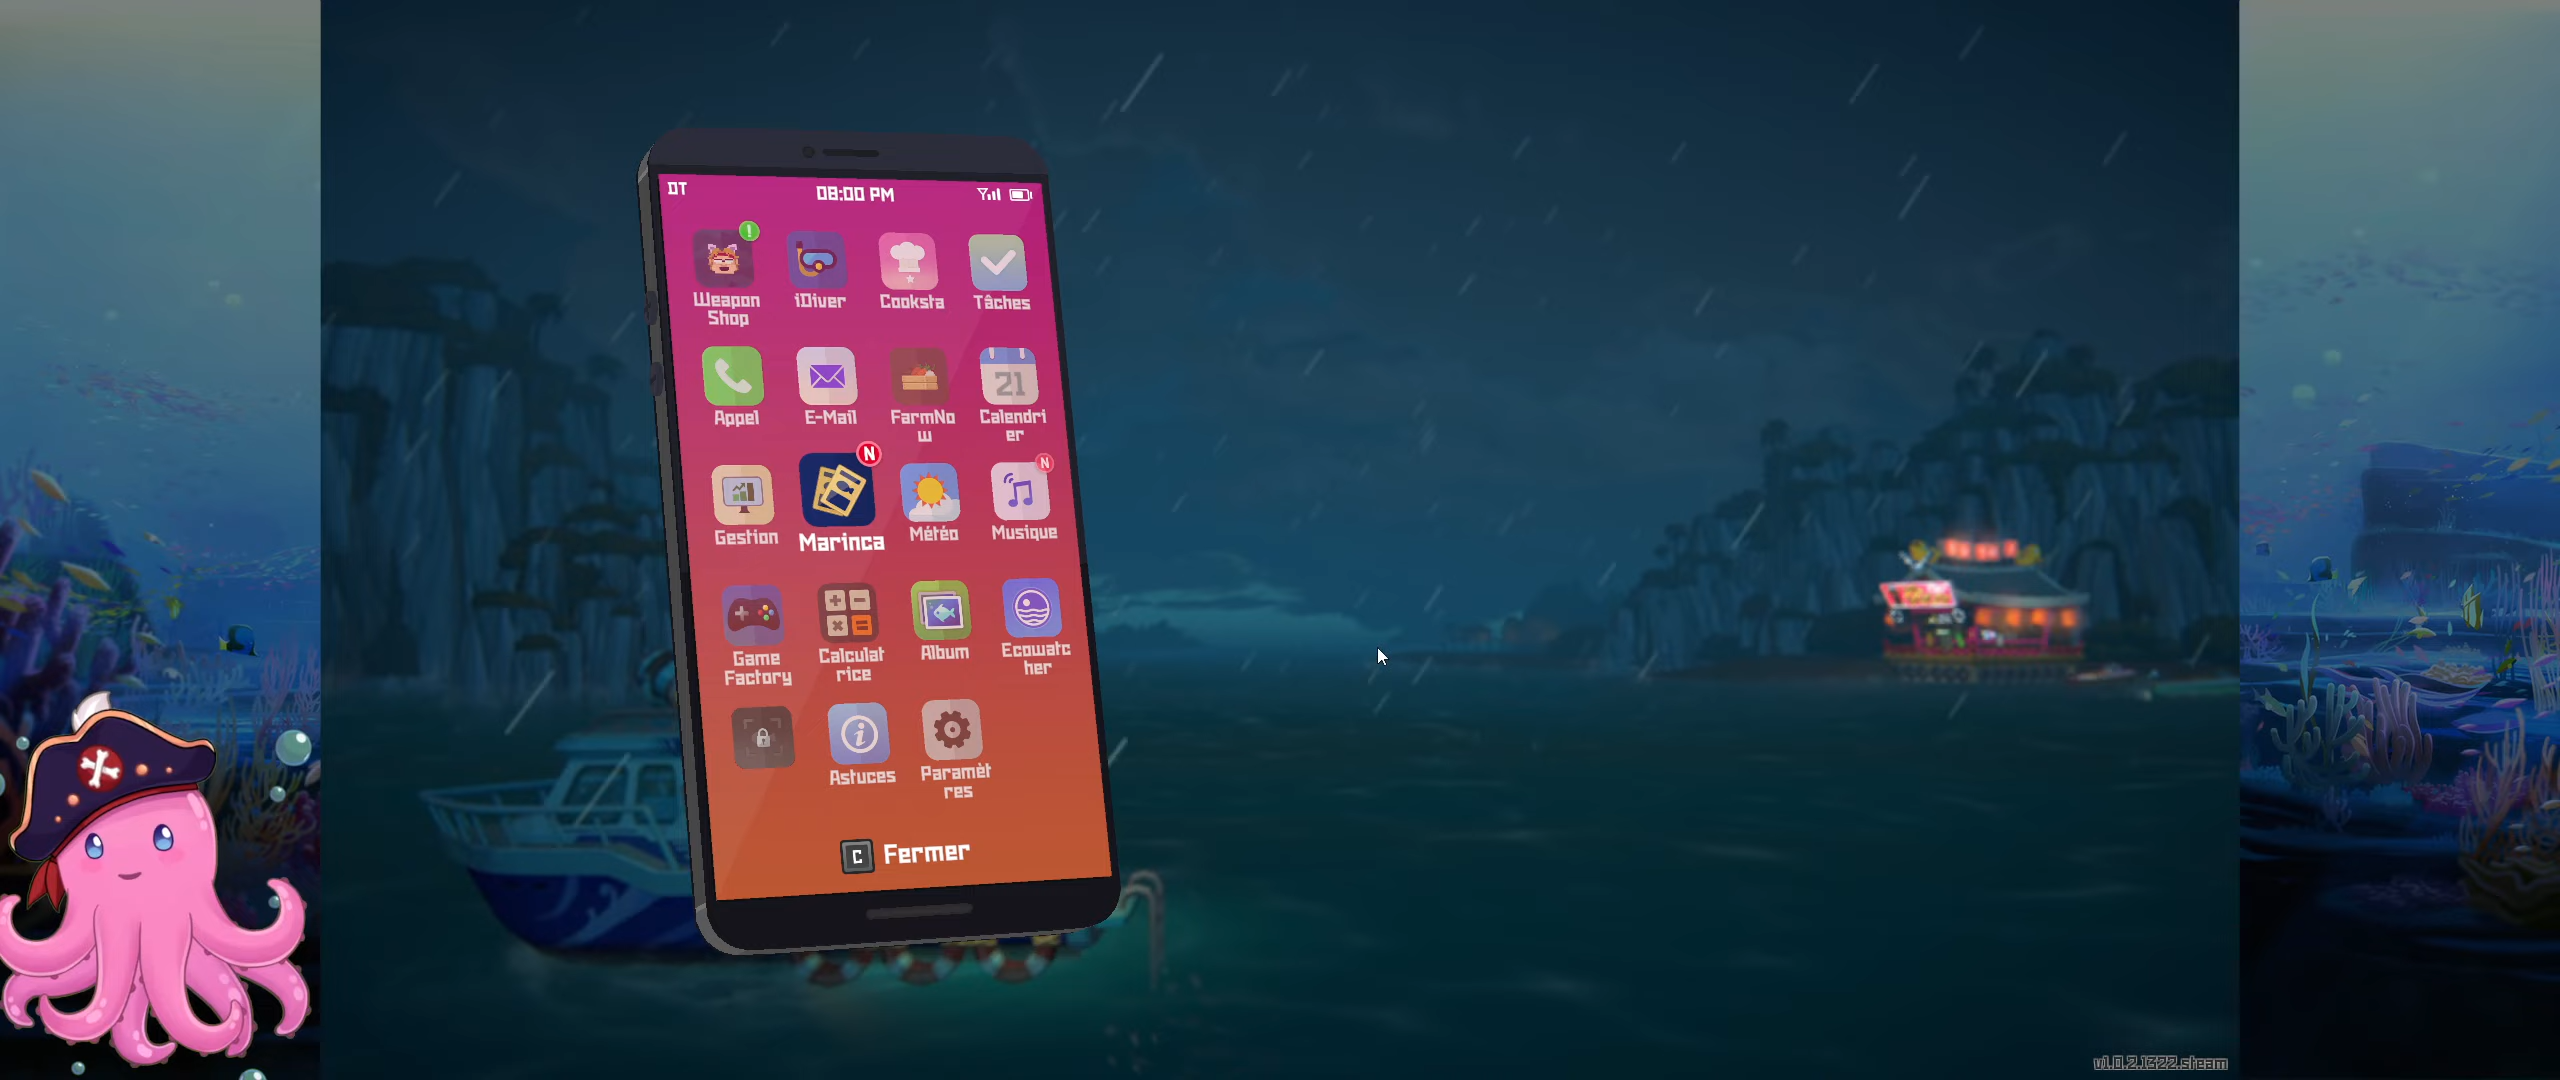 DT
08:00 PM
Weapon
Shop
iDiver
Cooksta
Tâches
Appel
E-Mail
FarmNo
w
21
Calendri
er
Gestion
N
Marinca
Météo
N
Musique
Game
Factory
Calculat
rice
Album
Ecowatc
her
Astuces
Paramèt
res
C Fermer
v1.0.2.1322.steam